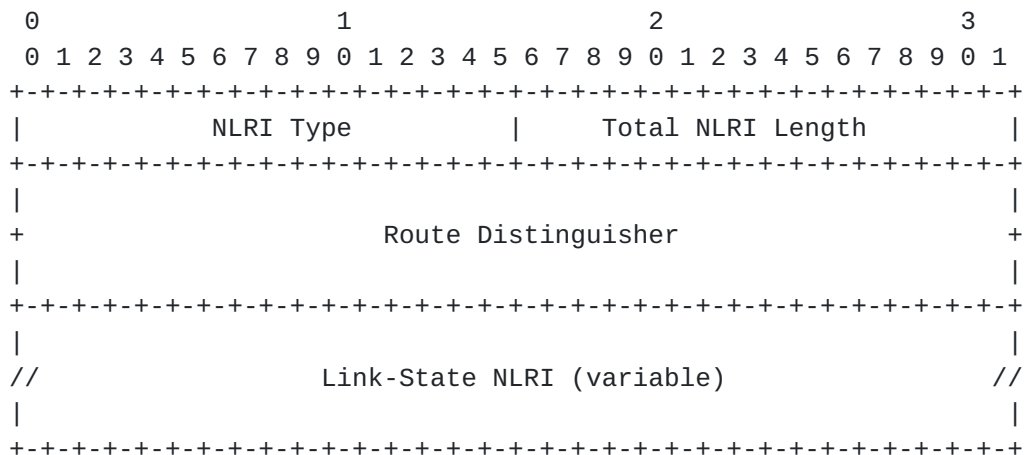 0                   1                   2                   3
 0 1 2 3 4 5 6 7 8 9 0 1 2 3 4 5 6 7 8 9 0 1 2 3 4 5 6 7 8 9 0 1
+-+-+-+-+-+-+-+-+-+-+-+-+-+-+-+-+-+-+-+-+-+-+-+-+-+-+-+-+-+-+-+-+
|            NLRI Type          |     Total NLRI Length         |
+-+-+-+-+-+-+-+-+-+-+-+-+-+-+-+-+-+-+-+-+-+-+-+-+-+-+-+-+-+-+-+-+
|                                                               |
+                       Route Distinguisher                     +
|                                                               |
+-+-+-+-+-+-+-+-+-+-+-+-+-+-+-+-+-+-+-+-+-+-+-+-+-+-+-+-+-+-+-+-+
|                                                               |
//                  Link-State NLRI (variable)                 //
|                                                               |
+-+-+-+-+-+-+-+-+-+-+-+-+-+-+-+-+-+-+-+-+-+-+-+-+-+-+-+-+-+-+-+-+